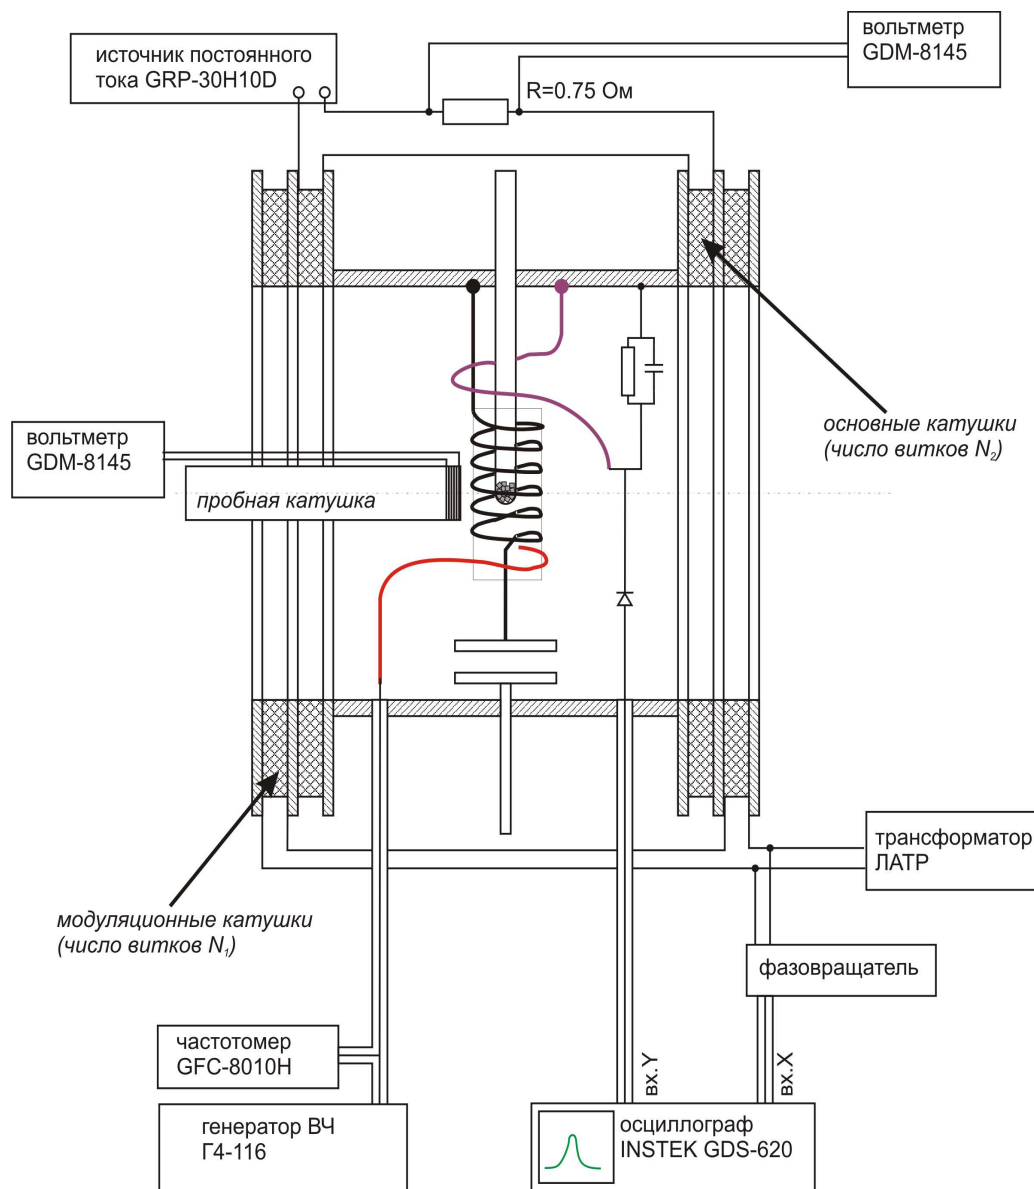 источник постоянного
тока GRP-30H10D
вольтметр
GDM-8145
R=0.75 Ом
основные катушки
(число витков N₂)
вольтметр
GDM-8145
пробная катушка
трансформатор
ЛАТР
модуляционные катушки
(число витков N₁)
фазовращатель
частотомер
GFC-8010H
вх.Y
вх.X
генератор ВЧ
Г4-116
осциллограф
INSTEK GDS-620